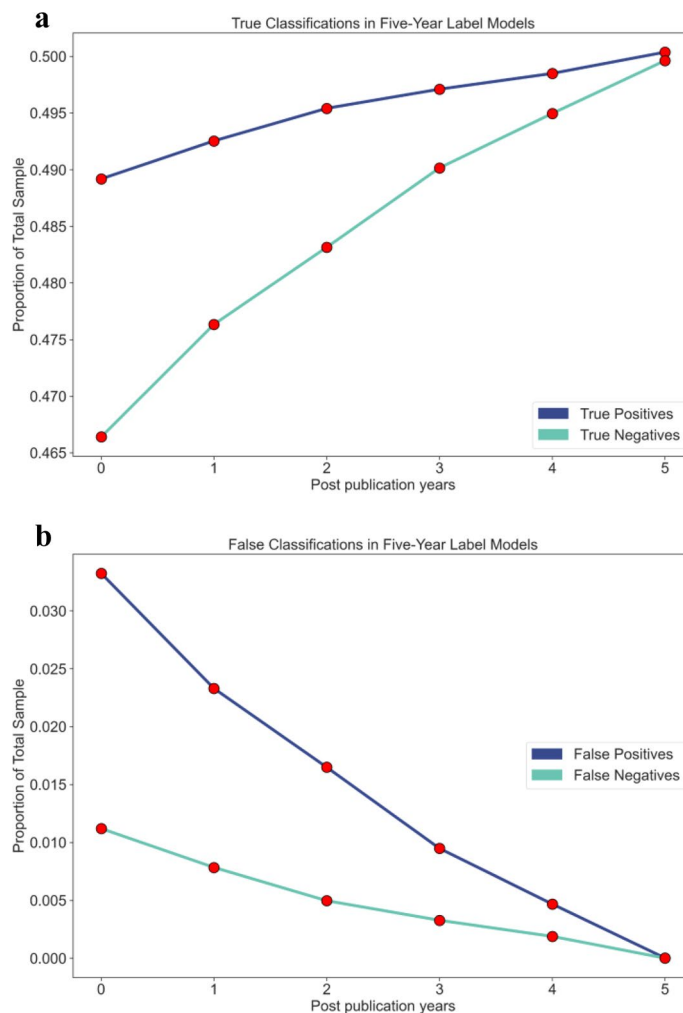 a
True Classifications in Five-Year Label Models
0.500
0.495
0.490
0.485
0.480
0.475
0.470
0.465
Proportion of Total Sample
True Positives
True Negatives
0 1 2 3 4 5
Post publication years
b
False Classifications in Five-Year Label Models
0.030
0.025
0.020
0.015
0.010
0.005
0.000
Proportion of Total Sample
False Positives
False Negatives
0 1 2 3 4 5
Post publication years